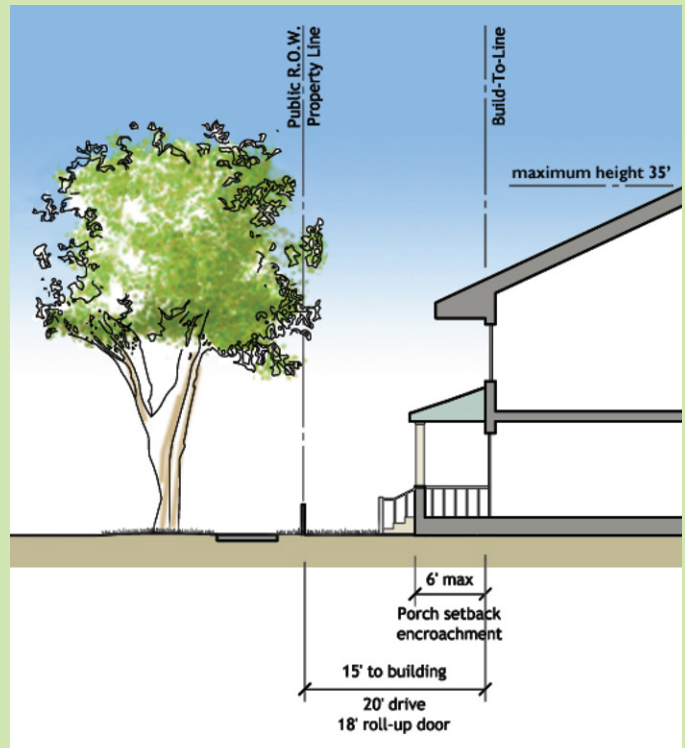 Public R.O.W.
Property Line
Build-To-Line
maximum height 35'
6' max
Porch setback
encroachment
15' to building
20' drive
18' roll-up door